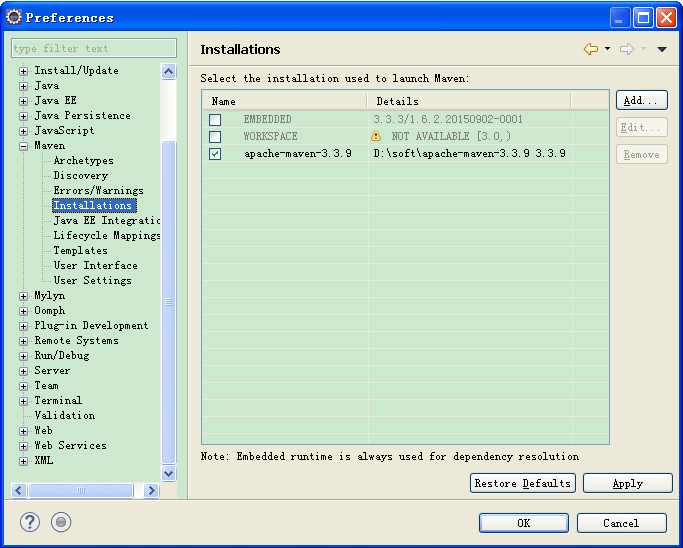 Preferences
type filter text
Install/Update
Java
Java EE
Java Persistence
JavaScript
Maven
Archetypes
Discovery
Errors/Warnings
Installations
Java EE Integratio
Lifecycle Mappings
Templates
User Interface
User Settings
Mylyn
Oomph
Plug-in Development
Remote Systems
Run/Debug
Server
Team
Terminal
Validation
Web
Web Services
XML
Installations
Select the installation used to launch Maven:
Name Details
EMBEDDED 3.3.3/1.6.2.20150902-0001
WORKSPACE NOT AVAILABLE [3.0,)
apache-maven-3.3.9 D:\soft\apache-maven-3.3.9 3.3.9
Add...
Edit...
Remove
Note: Embedded runtime is always used for dependency resolution
Restore Defaults Apply
? OK Cancel